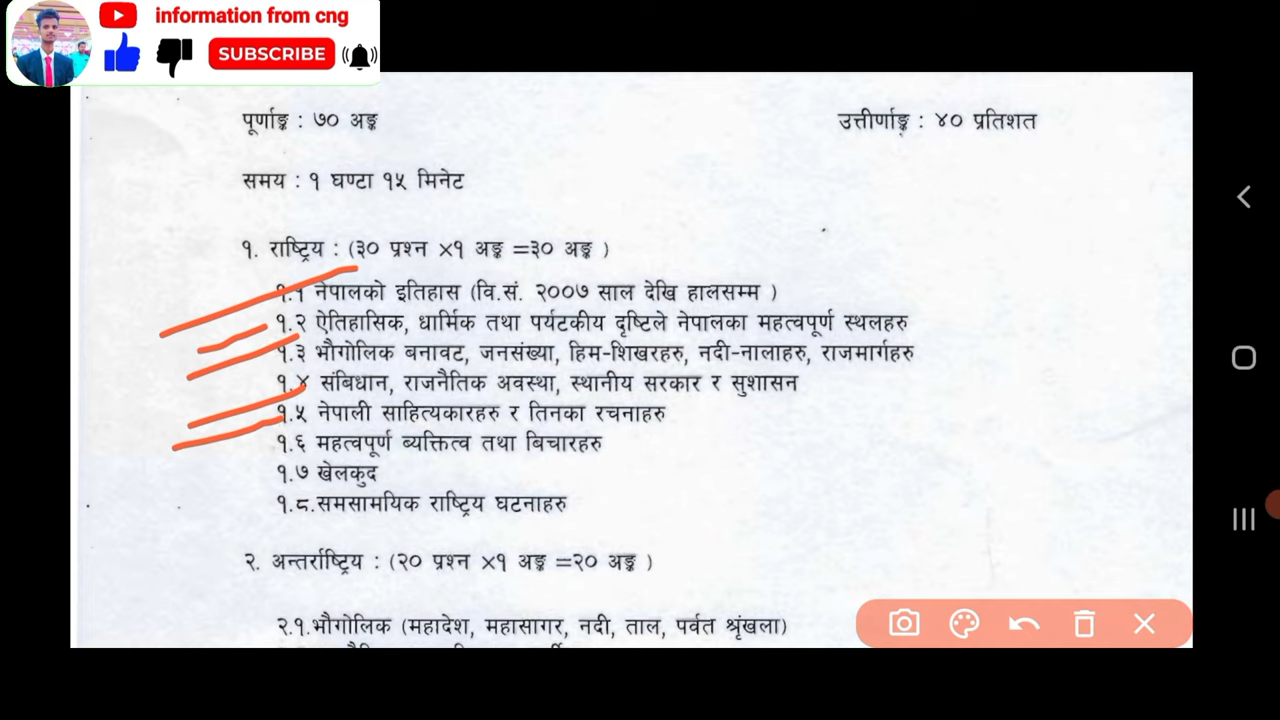 information from cng
SUBSCRIBE
पूर्णाङ्क : ७० अङ्क
उत्तीर्णाङ्क : ४० प्रतिशत
समय : १ घण्टा १५ मिनेट
१. राष्ट्रिय : (३० प्रश्न ×१ अङ्क =३० अङ्क )
१.१ नेपालको इतिहास (वि.सं. २००७ साल देखि हालसम्म )
१.२ ऐतिहासिक, धार्मिक तथा पर्यटकीय दृष्टिले नेपालका महत्वपूर्ण स्थलहरु
१.३ भौगोलिक बनावट, जनसंख्या, हिम-शिखरहरु, नदी-नालाहरु, राजमार्गहरु
१.४ संबिधान, राजनैतिक अवस्था, स्थानीय सरकार र सुशासन
१.५ नेपाली साहित्यकारहरु र तिनका रचनाहरु
१.६ महत्वपूर्ण ब्यक्तित्व तथा बिचारहरु
१.७ खेलकुद
१.८.समसामयिक राष्ट्रिय घटनाहरु
२. अन्तर्राष्ट्रिय : (२० प्रश्न ×१ अङ्क =२० अङ्क )
२.१.भौगोलिक (महादेश, महासागर, नदी, ताल, पर्वत श्रृंखला)